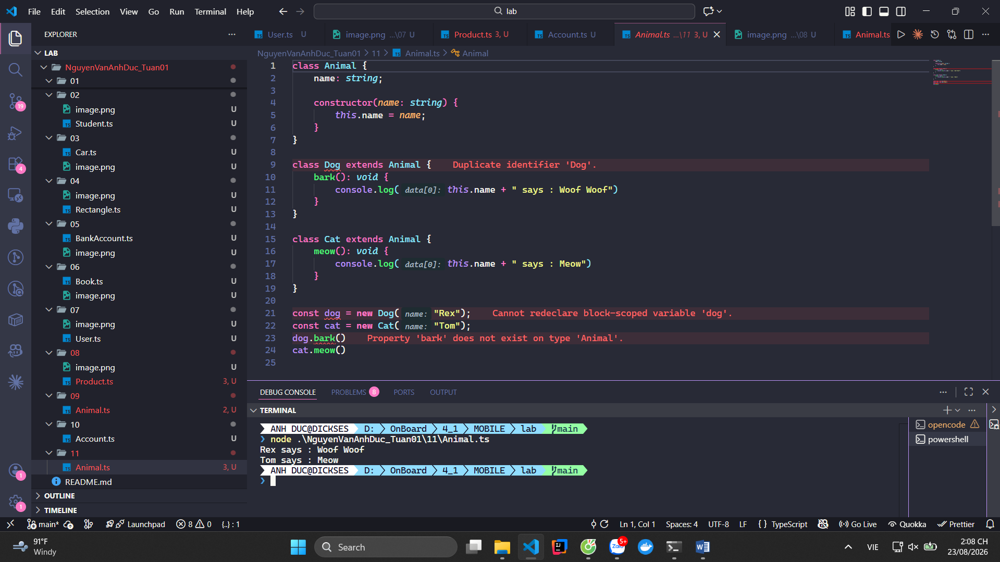 File Edit Selection View Go Run Terminal Help
lab
EXPLORER
LAB
NguyenVanAnhDuc_Tuan01
01
02
image.png U
Student.ts U
03
Car.ts U
image.png U
04
image.png U
Rectangle.ts U
05
BankAccount.ts U
image.png U
06
Book.ts U
image.png U
07
image.png U
User.ts U
08
image.png U
Product.ts 3, U
09
Animal.ts 2, U
10
Account.ts U
11
Animal.ts 3, U
README.md
OUTLINE
TIMELINE
19
4
1
1
User.ts U
image.png ...\07 U
Product.ts 3, U
Account.ts U
Animal.ts ...\11 3, U
image.png ...\08 U
Animal.ts
NguyenVanAnhDuc_Tuan01 > 11 > Animal.ts > Animal
1 class Animal {
2 name: string;
3
4 constructor(name: string) {
5 this.name = name;
6 }
7 }
8
9 class Dog extends Animal { Duplicate identifier 'Dog'.
10 bark(): void {
11 console.log( data[0]: this.name + " says : Woof Woof")
12 }
13 }
14
15 class Cat extends Animal {
16 meow(): void {
17 console.log( data[0]: this.name + " says : Meow")
18 }
19 }
20
21 const dog = new Dog( name: "Rex"); Cannot redeclare block-scoped variable 'dog'.
22 const cat = new Cat( name: "Tom");
23 dog.bark() Property 'bark' does not exist on type 'Animal'.
24 cat.meow()
25
DEBUG CONSOLE PROBLEMS 8 PORTS OUTPUT
TERMINAL
ANH DUC@DICKSES D: OnBoard 4_1 MOBILE lab main
❯ node .\NguyenVanAnhDuc_Tuan01\11\Animal.ts
Rex says : Woof Woof
Tom says : Meow
ANH DUC@DICKSES D: OnBoard 4_1 MOBILE lab main
❯
opencode
powershell
main* Launchpad 8 0 {..} : 1
Ln 1, Col 1 Spaces: 4 UTF-8 LF { } TypeScript Go Live Quokka Prettier
91°F
Windy
Search
Zalo
5+
VIE
2:08 CH
23/08/2026